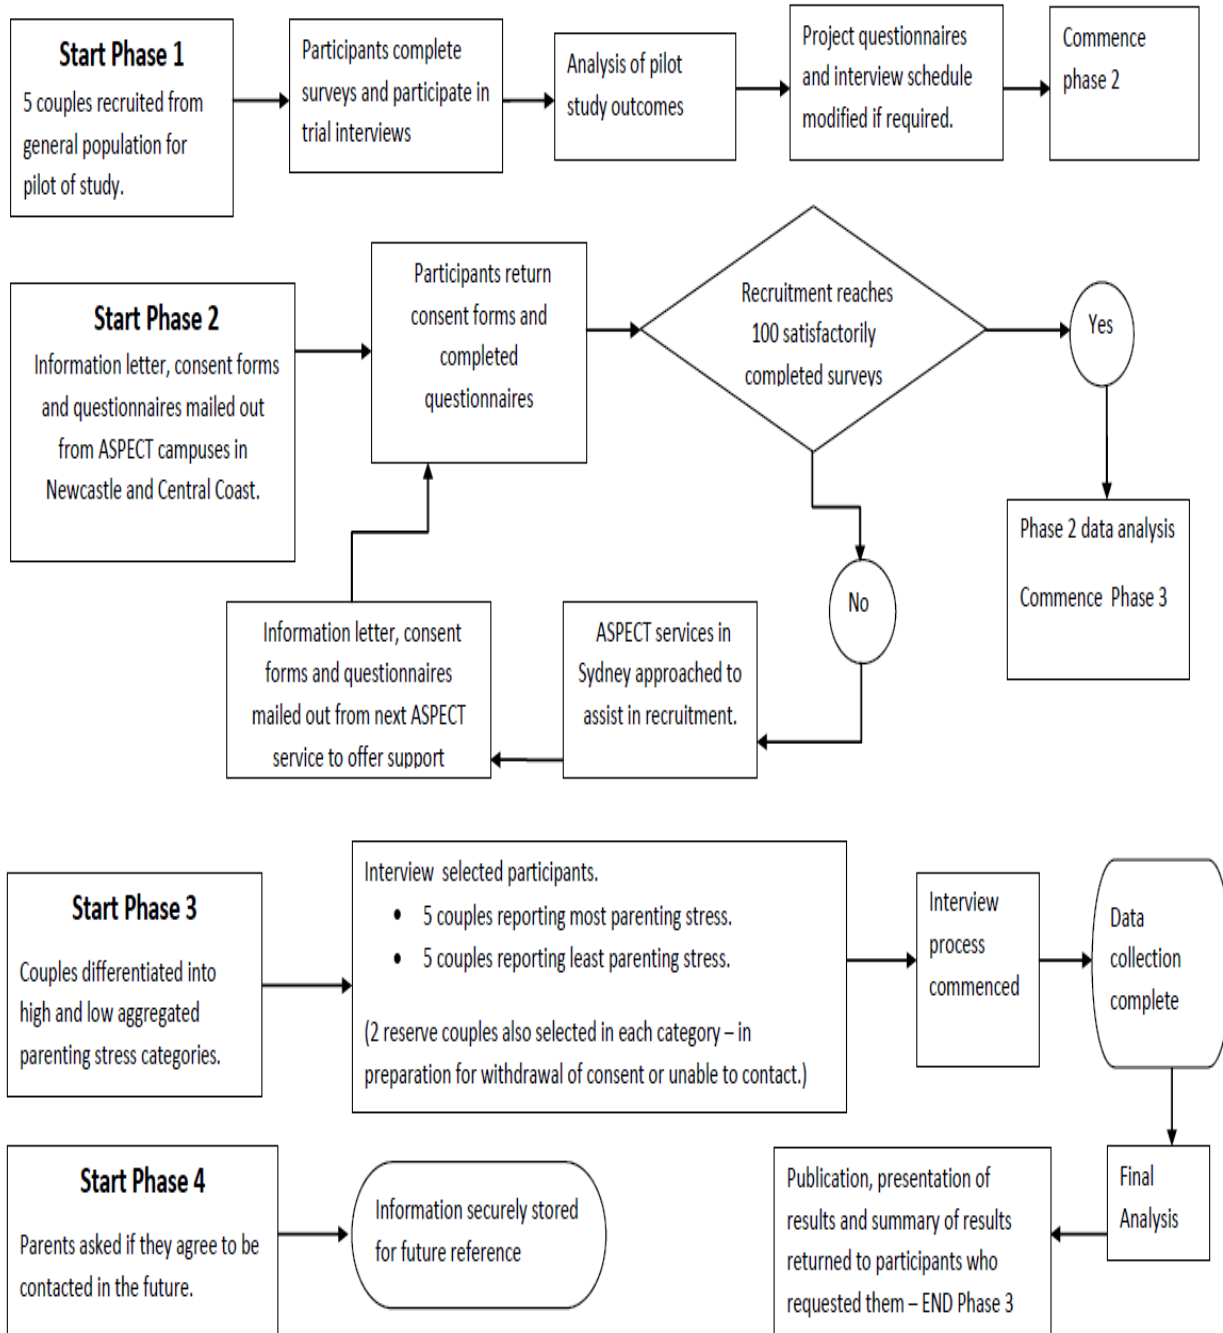 Start Phase 1
5 couples recruited from
general population for
pilot of study.
Participants complete
surveys and participate in
trial interviews
Analysis of pilot
study outcomes
Project questionnaires
and interview schedule
modified if required.
Commence
phase 2
Start Phase 2
Information letter, consent forms
and questionnaires mailed out
from ASPECT campuses in
Newcastle and Central Coast.
Participants return
consent forms and
completed
questionnaires
Recruitment reaches
100 satisfactorily
completed surveys
Yes
Phase 2 data analysis
Commence Phase 3
No
ASPECT services in
Sydney approached to
assist in recruitment.
Information letter, consent
forms and questionnaires
mailed out from next ASPECT
service to offer support
Start Phase 3
Couples differentiated into
high and low aggregated
parenting stress categories.
Interview selected participants.
• 5 couples reporting most parenting stress.
• 5 couples reporting least parenting stress.
(2 reserve couples also selected in each category – in
preparation for withdrawal of consent or unable to contact.)
Interview
process
commenced
Data
collection
complete
Final
Analysis
Publication, presentation of
results and summary of results
returned to participants who
requested them – END Phase 3
Start Phase 4
Parents asked if they agree to be
contacted in the future.
Information securely stored
for future reference